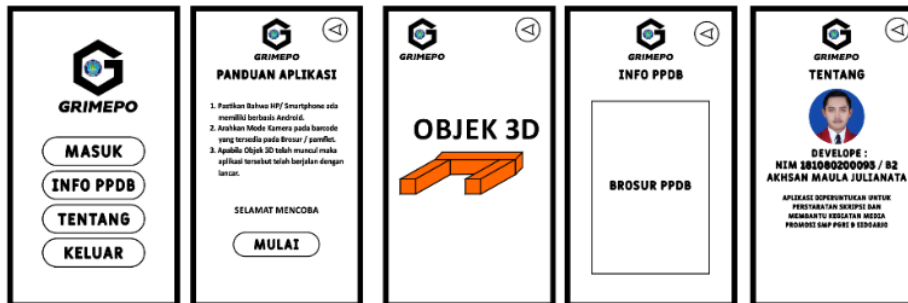 GRIMEPO
MASUK
INFO PPDB
TENTANG
KELUAR
GRIMEPO
PANDUAN APLIKASI
1. Pastikan Bahwa HP/ Smartphone ada
memiliki berbasis Android.
2. Arahkan Mode Kamera pada barcode
yang tersedia pada Brosur / pamflet.
3. Apabila Objek 3D telah muncul maka
aplikasi tersebut telah berjalan dengan
lancar.
SELAMAT MENCOBA
MULAI
GRIMEPO
OBJEK 3D
GRIMEPO
INFO PPDB
BROSUR PPDB
GRIMEPO
TENTANG
DEVELOPE :
NIM 181080200093 / B2
AKHSAN MAULA JULIANATA
APLIKASI DIPERUNTUKAN UNTUK
PERSYARATAN SKRIPSI DAN
MEMBANTU KEGIATAN MEDIA
PROMOSI SMP PGRI 9 SIDOARJO